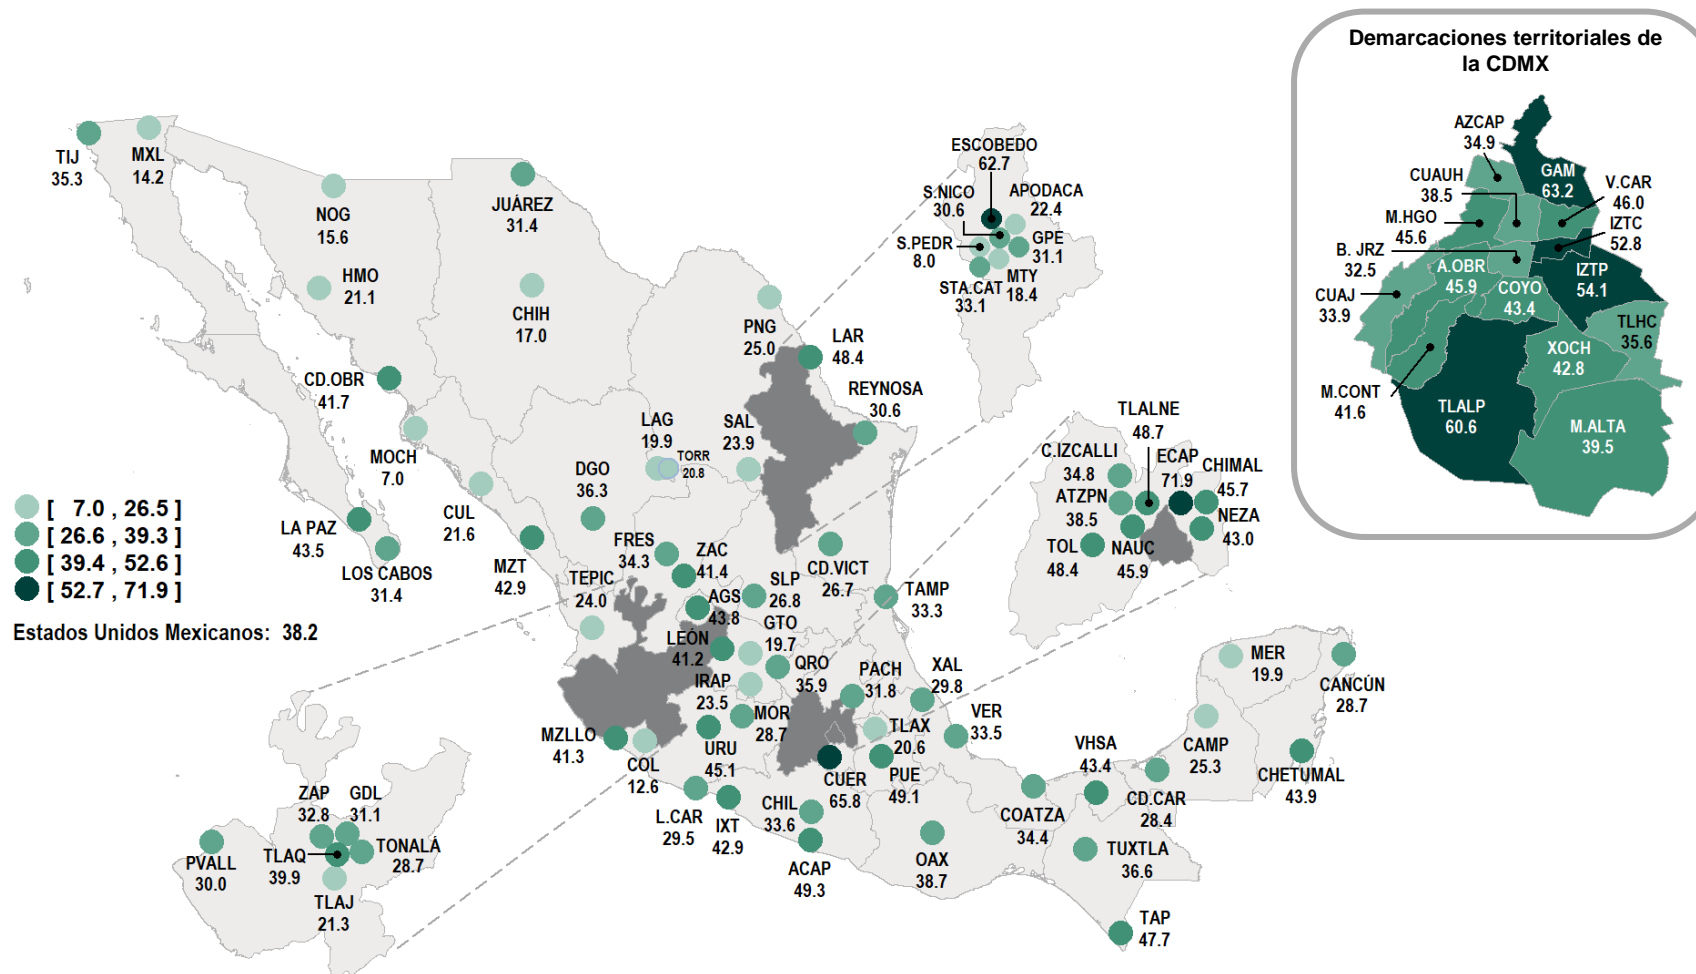 Demarcaciones territoriales de
la CDMX
AZCAP
34.9
CUAUH
38.5
GAM
63.2
V.CAR
46.0
M.HGO
45.6
IZTC
52.8
B. JRZ
32.5
A.OBR
45.9
IZTP
54.1
CUAJ
33.9
COYO
43.4
TLHC
35.6
XOCH
42.8
M.CONT
41.6
TLALP
60.6
M.ALTA
39.5
TIJ
35.3
MXL
14.2
NOG
15.6
HMO
21.1
JUÁREZ
31.4
CHIH
17.0
ESCOBEDO
62.7
S.NICO
30.6
APODACA
22.4
S.PEDR
8.0
GPE
31.1
MTY
18.4
STA.CAT
33.1
PNG
25.0
LAR
48.4
REYNOSA
30.6
CD.OBR
41.7
MOCH
7.0
LAG
19.9
TORR
20.8
SAL
23.9
DGO
36.3
CUL
21.6
LA PAZ
43.5
LOS CABOS
31.4
MZT
42.9
[ 7.0 , 26.5 ]
[ 26.6 , 39.3 ]
[ 39.4 , 52.6 ]
[ 52.7 , 71.9 ]
Estados Unidos Mexicanos: 38.2
TLALNE
48.7
C.IZCALLI
34.8
ECAP
71.9
CHIMAL
45.7
ATZPN
38.5
NEZA
43.0
TOL
48.4
NAUC
45.9
FRES
34.3
ZAC
41.4
TEPIC
24.0
AGS
43.8
SLP
26.8
CD.VICT
26.7
TAMP
33.3
LEÓN
41.2
GTO
19.7
IRAP
23.5
QRO
35.9
PACH
31.8
XAL
29.8
MOR
28.7
MZLLO
41.3
COL
12.6
URU
45.1
TLAX
20.6
VER
33.5
CUER
65.8
PUE
49.1
L.CAR
29.5
IXT
42.9
CHIL
33.6
ACAP
49.3
OAX
38.7
COATZA
34.4
VHSA
43.4
CD.CAR
28.4
TUXTLA
36.6
TAP
47.7
MER
19.9
CANCÚN
28.7
CAMP
25.3
CHETUMAL
43.9
ZAP
32.8
GDL
31.1
PVALL
30.0
TLAQ
39.9
TONALÁ
28.7
TLAJ
21.3